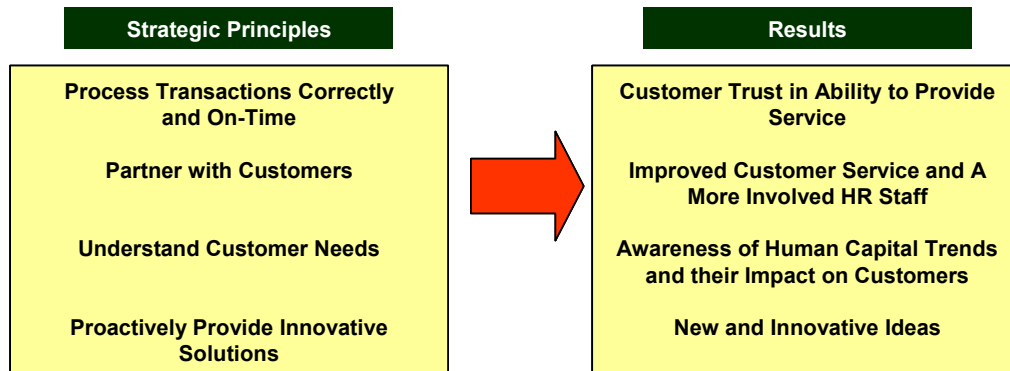 Strategic Principles
Process Transactions Correctly
and On-Time
Partner with Customers
Understand Customer Needs
Proactively Provide Innovative
Solutions
Results
Customer Trust in Ability to Provide
Service
Improved Customer Service and A
More Involved HR Staff
Awareness of Human Capital Trends
and their Impact on Customers
New and Innovative Ideas